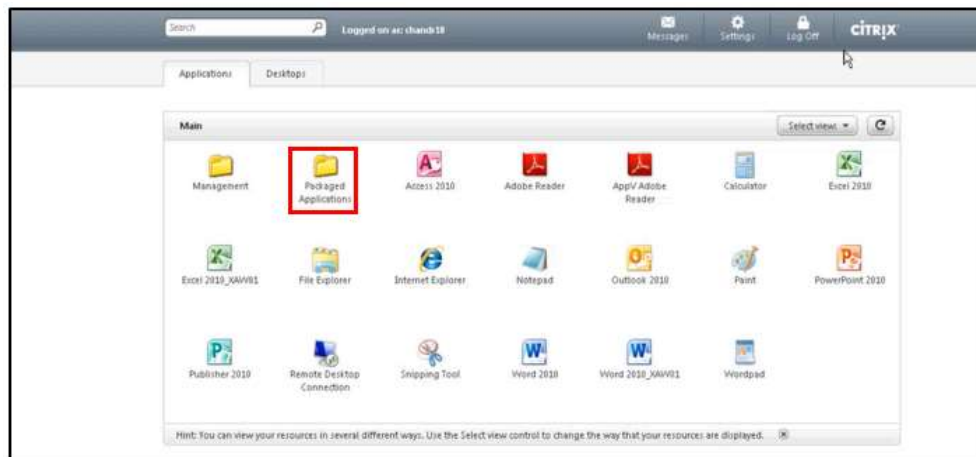 Search
Logged on as: chandr18
Messages
Settings
Log Off
CITRIX
Applications
Desktops
Main
Select view:
Management
Packaged Applications
Access 2010
Adobe Reader
AppV Adobe Reader
Calculator
Excel 2010
Excel 2010_XAW01
File Explorer
Internet Explorer
Notepad
Outlook 2010
Paint
PowerPoint 2010
Publisher 2010
Remote Desktop Connection
Snipping Tool
Word 2010
Word 2010_XAW01
Wordpad
Hint: You can view your resources in several different ways. Use the Select view control to change the way that your resources are displayed.